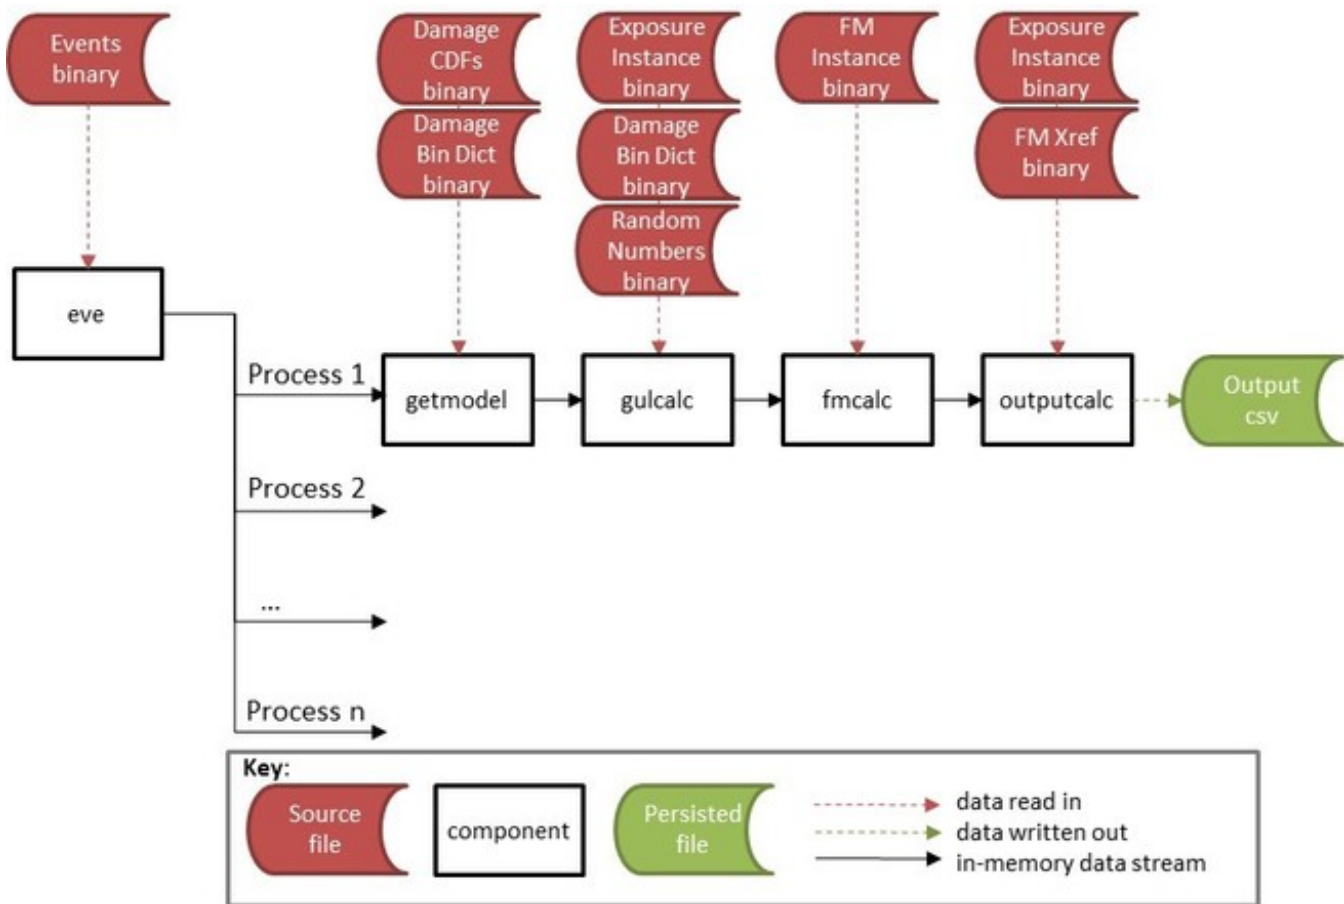 Events
binary
Damage
CDFs
binary
Damage
Bin Dict
binary
Exposure
Instance
binary
Damage
Bin Dict
binary
Random
Numbers
binary
FM
Instance
binary
Exposure
Instance
binary
FM Xref
binary
eve
Process 1
getmodel
gulcalc
fmcalc
outputcalc
Output
csv
Process 2
...
Process n
Key:
Source
file
component
Persisted
file
data read in
data written out
in-memory data stream